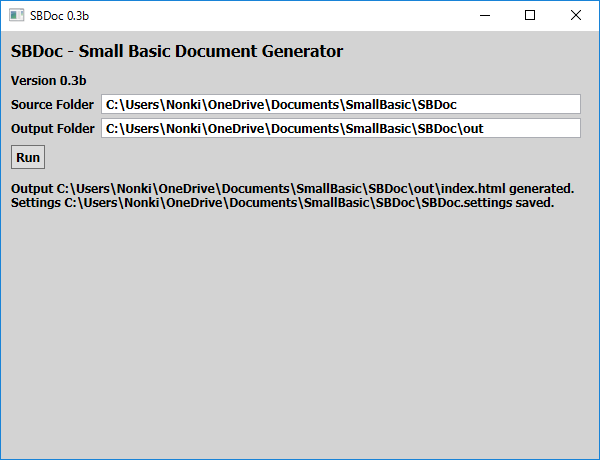 SBDoc 0.3b
SBDoc - Small Basic Document Generator
Version 0.3b
Source Folder C:\Users\Nonki\OneDrive\Documents\SmallBasic\SBDoc
Output Folder C:\Users\Nonki\OneDrive\Documents\SmallBasic\SBDoc\out
Run
Output C:\Users\Nonki\OneDrive\Documents\SmallBasic\SBDoc\out\index.html generated.
Settings C:\Users\Nonki\OneDrive\Documents\SmallBasic\SBDoc\SBDoc.settings saved.